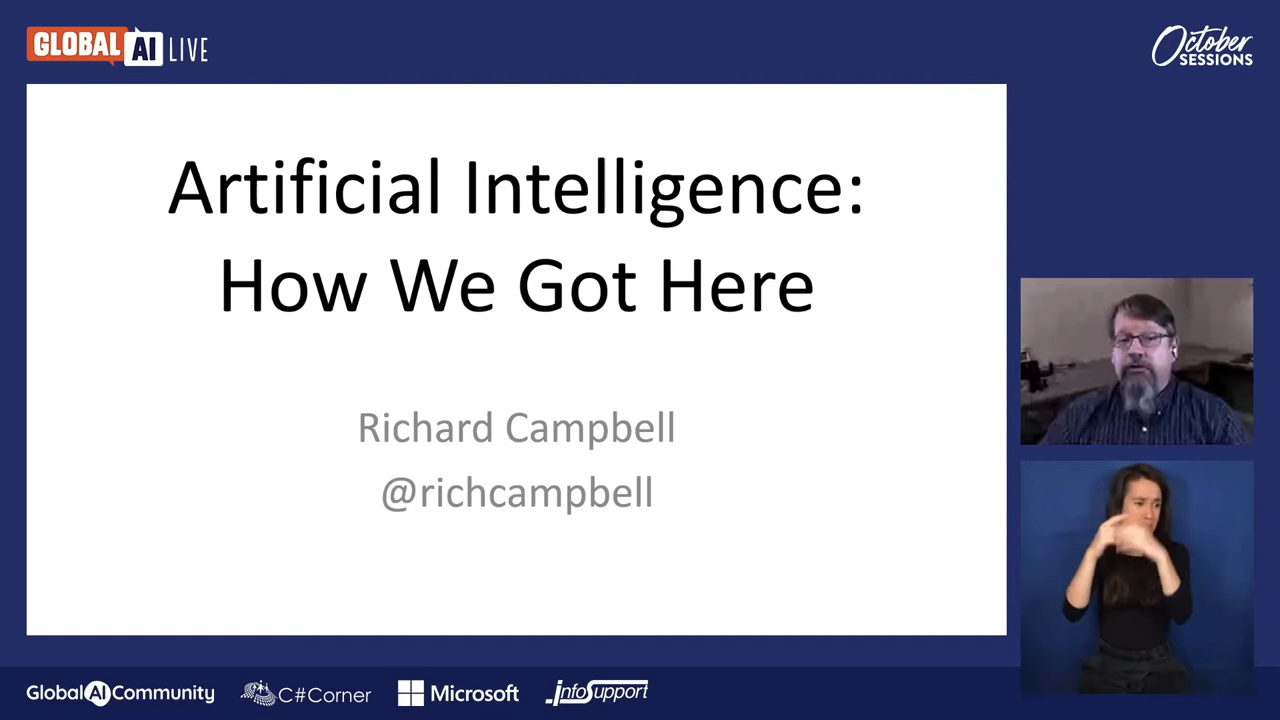 GLOBAL AI LIVE
October
SESSIONS
Artificial Intelligence:
How We Got Here
Richard Campbell
@richcampbell
Global AI Community
C#Corner
Microsoft
InfoSupport